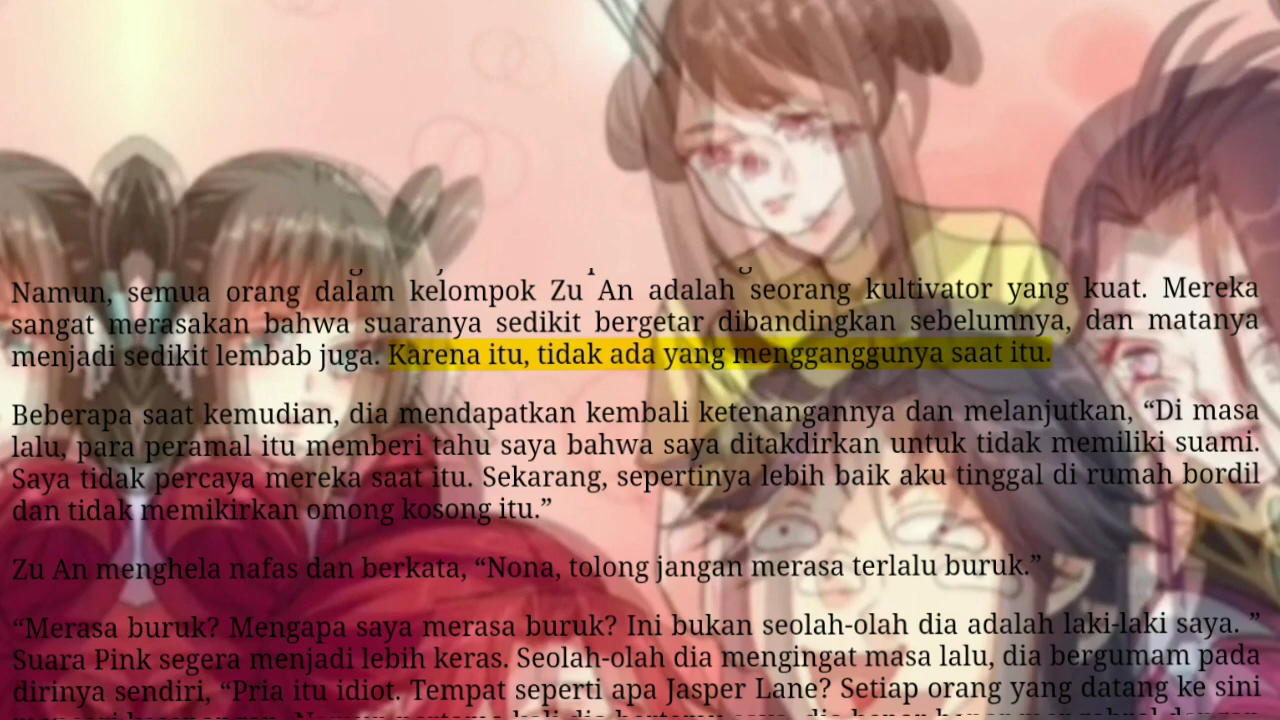 Namun, semua orang dalam kelompok Zu An adalah seorang kultivator yang kuat. Mereka
sangat merasakan bahwa suaranya sedikit bergetar dibandingkan sebelumnya, dan matanya
menjadi sedikit lembab juga. Karena itu, tidak ada yang mengganggunya saat itu.
Beberapa saat kemudian, dia mendapatkan kembali ketenangannya dan melanjutkan, “Di masa
lalu, para peramal itu memberi tahu saya bahwa saya ditakdirkan untuk tidak memiliki suami.
Saya tidak percaya mereka saat itu. Sekarang, sepertinya lebih baik aku tinggal di rumah bordil
dan tidak memikirkan omong kosong itu.”
Zu An menghela nafas dan berkata, “Nona, tolong jangan merasa terlalu buruk.”
“Merasa buruk? Mengapa saya merasa buruk? Ini bukan seolah-olah dia adalah laki-laki saya. ”
Suara Pink segera menjadi lebih keras. Seolah-olah dia mengingat masa lalu, dia bergumam pada
dirinya sendiri, “Pria itu idiot. Tempat seperti apa Jasper Lane? Setiap orang yang datang ke sini